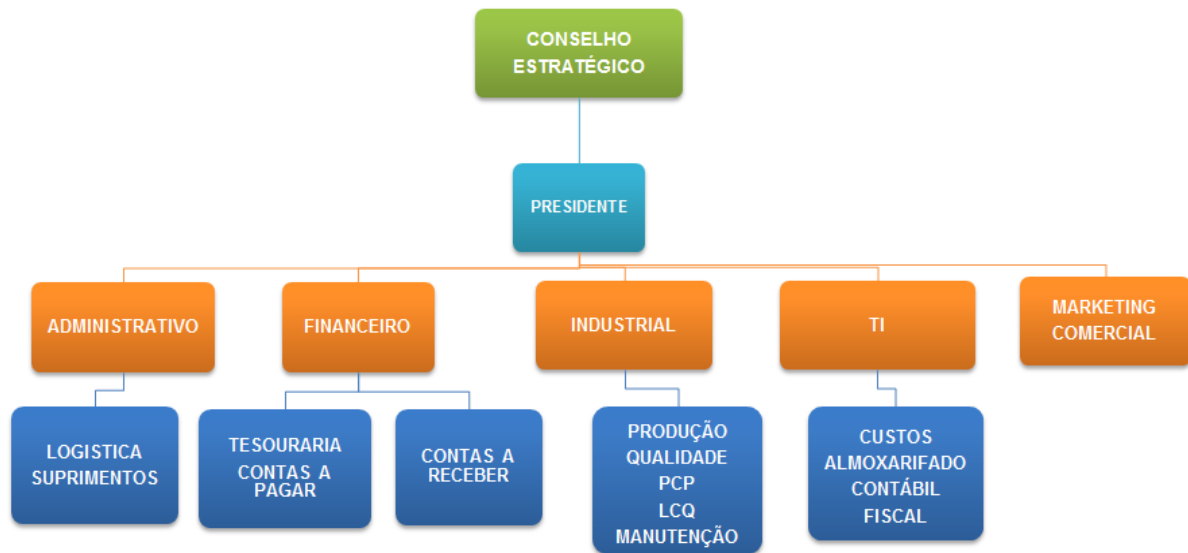 CONSELHO
ESTRATÉGICO
PRESIDENTE
ADMINISTRATIVO
FINANCEIRO
INDUSTRIAL
TI
MARKETING
COMERCIAL
LOGISTICA
SUPRIMENTOS
TESOURARIA
CONTAS A
PAGAR
CONTAS A
RECEBER
PRODUÇÃO
QUALIDADE
PCP
LCQ
MANUTENÇÃO
CUSTOS
ALMOXARIFADO
CONTÁBIL
FISCAL